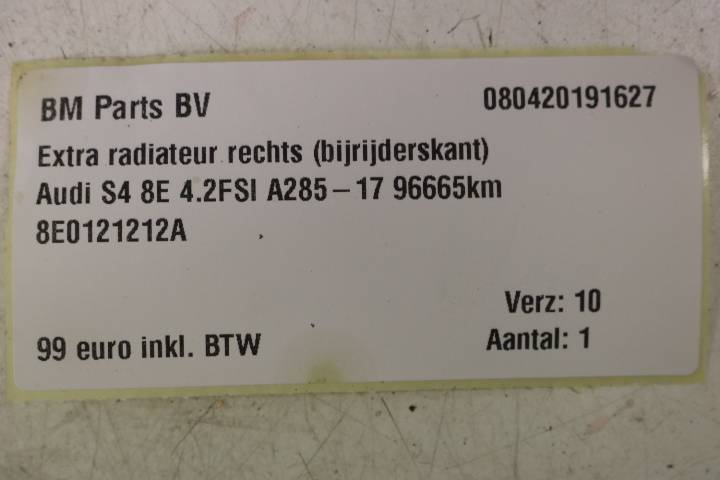 BM Parts BV 080420191627
Extra radiateur rechts (bijrijderskant)
Audi S4 8E 4.2FSI A285-17 96665km
8E0121212A
Verz: 10
99 euro inkl. BTW Aantal: 1